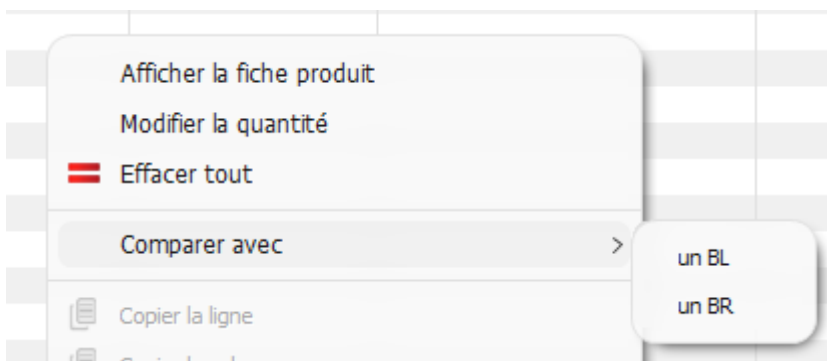 Afficher la fiche produit
Modifier la quantité
Effacer tout
Comparer avec
un BL
un BR
Copier la ligne